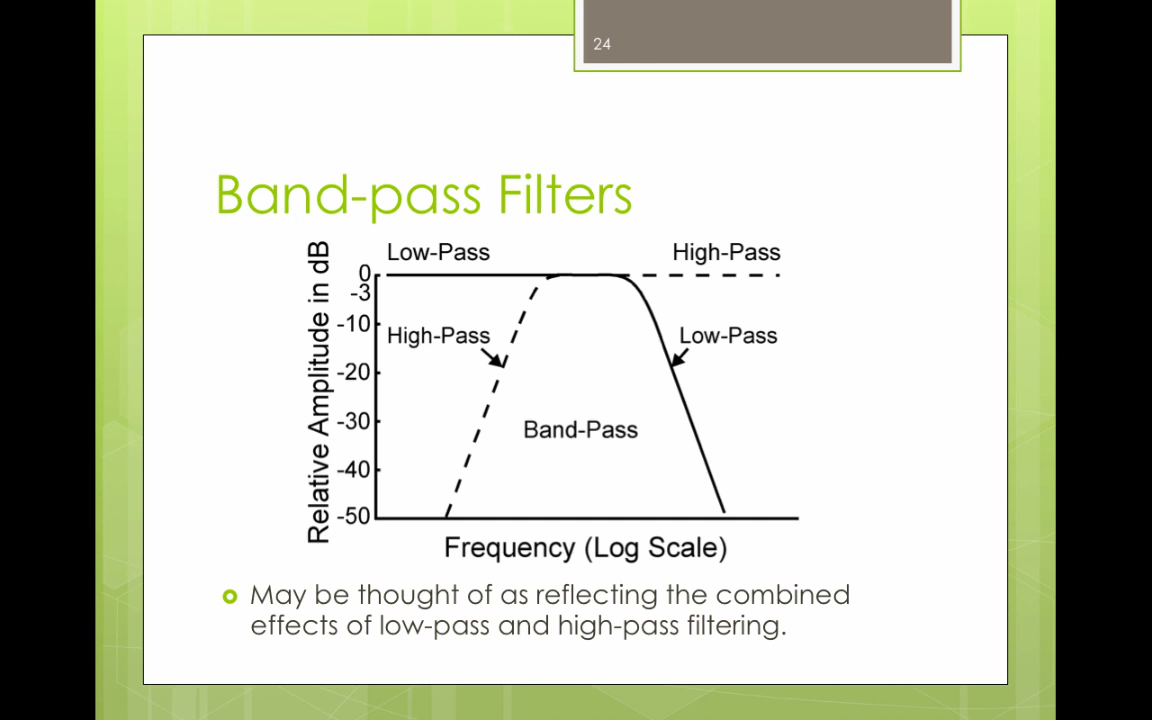 24
Band-pass Filters
Relative Amplitude in dB
Low-Pass
High-Pass
0
-3
-10
High-Pass
Low-Pass
-20
-30
Band-Pass
-40
-50
Frequency (Log Scale)
May be thought of as reflecting the combined
effects of low-pass and high-pass filtering.